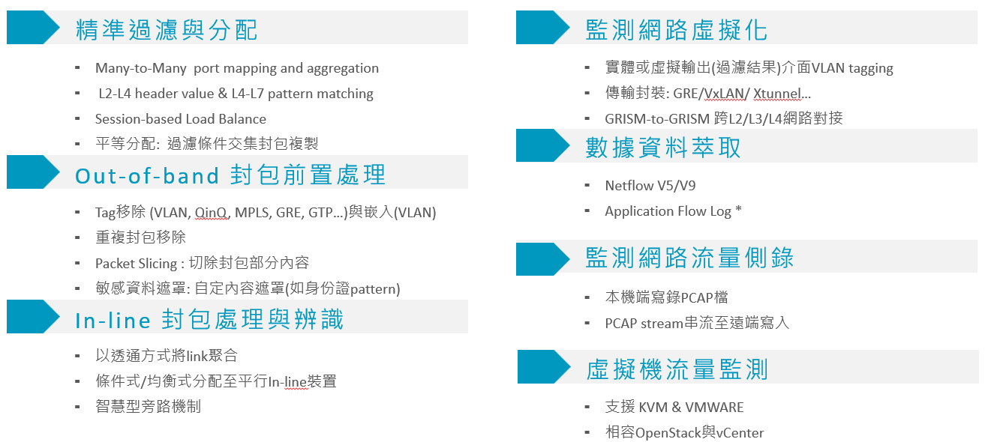 精準過濾與分配
▪ Many-to-Many port mapping and aggregation
▪ L2-L4 header value & L4-L7 pattern matching
▪ Session-based Load Balance
▪ 平等分配: 過濾條件交集封包複製
Out-of-band 封包前置處理
▪ Tag移除 (VLAN, QinQ, MPLS, GRE, GTP…)與嵌入(VLAN)
▪ 重複封包移除
▪ Packet Slicing : 切除封包部分內容
▪ 敏感資料遮罩: 自定內容遮罩(如身份證pattern)
In-line 封包處理與辨識
▪ 以透通方式將link聚合
▪ 條件式/均衡式分配至平行In-line裝置
▪ 智慧型旁路機制
監測網路虛擬化
▪ 實體或虛擬輸出(過濾結果)介面VLAN tagging
▪ 傳輸封裝: GRE/VxLAN/ Xtunnel…
▪ GRISM-to-GRISM 跨L2/L3/L4網路對接
數據資料萃取
▪ Netflow V5/V9
▪ Application Flow Log *
監測網路流量側錄
▪ 本機端寫錄PCAP檔
▪ PCAP stream串流至遠端寫入
虛擬機流量監測
▪ 支援 KVM & VMWARE
▪ 相容OpenStack與vCenter